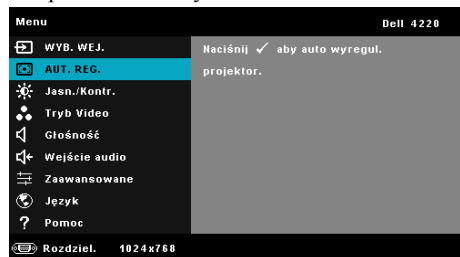 Menu
Dell 4220
WYB. WEJ.
AUT. REG.
Jasn./Kontr.
Tryb Video
Głośność
Wejście audio
Zaawansowane
Język
Pomoc
Naciśnij ✓ aby auto wyregul.
projektor.
Rozdziel. 1024x768